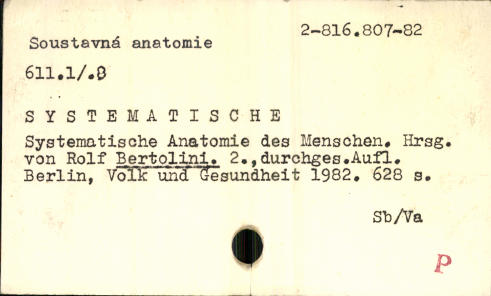 Soustavná anatomie
2-816.807-82
611.1/.8
S Y S T E M A T I S C H E
Systematische Anatomie des Menschen. Hrsg.
von Rolf Bertolini. 2.,durchges.Aufl.
Berlin, Volk und Gesundheit 1982. 628 s.
Sb/Va
P